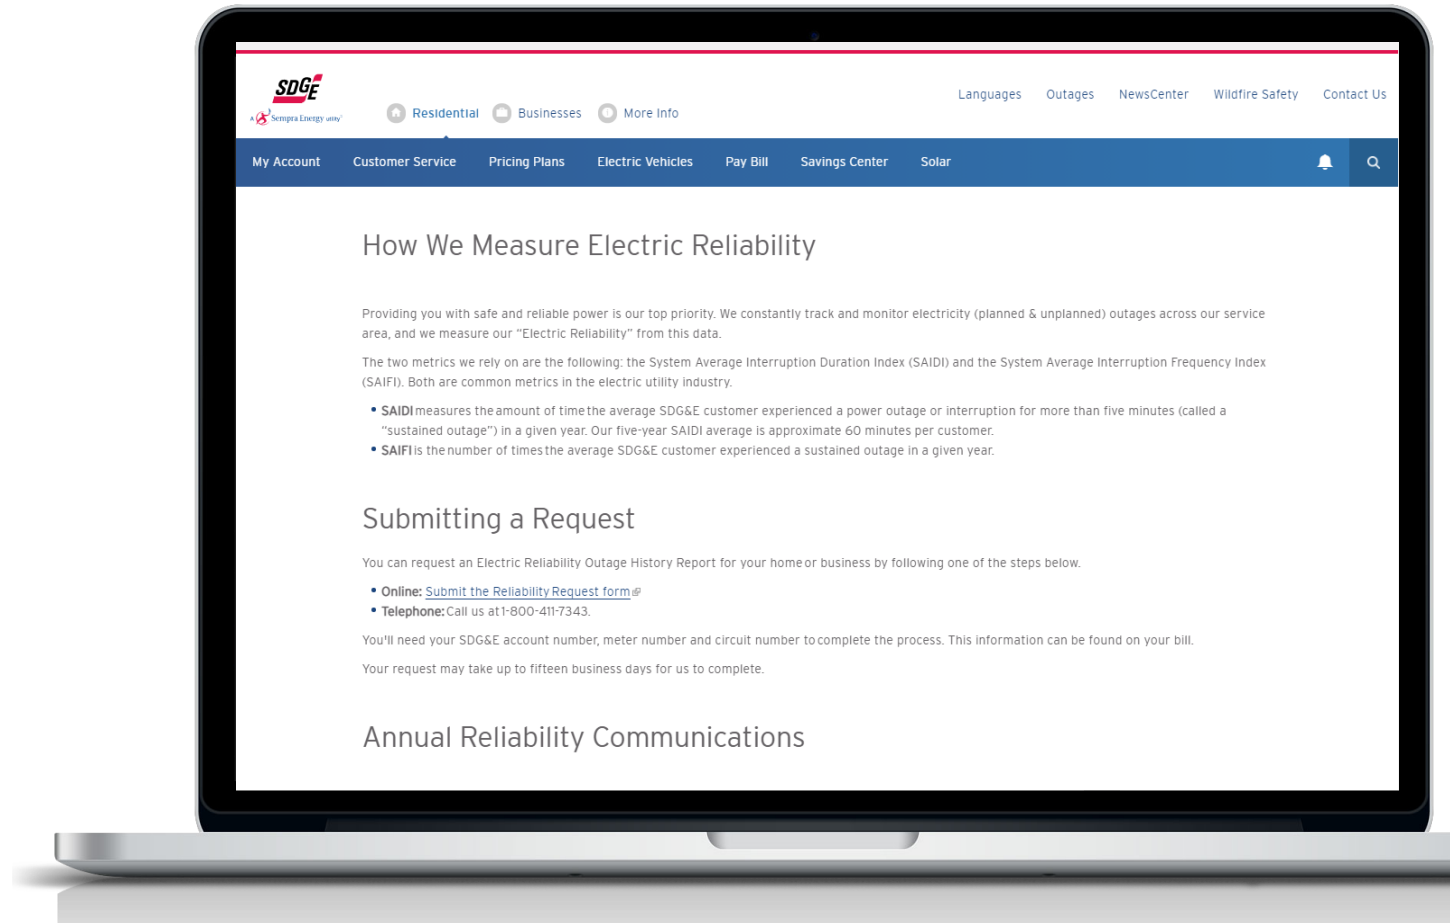 SDGE
A Sempra Energy utility
Residential
Businesses
More Info
Languages
Outages
NewsCenter
Wildfire Safety
Contact Us
My Account
Customer Service
Pricing Plans
Electric Vehicles
Pay Bill
Savings Center
Solar
How We Measure Electric Reliability
Providing you with safe and reliable power is our top priority. We constantly track and monitor electricity (planned & unplanned) outages across our service
area, and we measure our “Electric Reliability” from this data.
The two metrics we rely on are the following: the System Average Interruption Duration Index (SAIDI) and the System Average Interruption Frequency Index
(SAIFI). Both are common metrics in the electric utility industry.
• SAIDI measures the amount of time the average SDG&E customer experienced a power outage or interruption for more than five minutes (called a
“sustained outage”) in a given year. Our five-year SAIDI average is approximate 60 minutes per customer.
• SAIFI is the number of times the average SDG&E customer experienced a sustained outage in a given year.
Submitting a Request
You can request an Electric Reliability Outage History Report for your home or business by following one of the steps below.
• Online: Submit the Reliability Request form
• Telephone: Call us at 1-800-411-7343.
You'll need your SDG&E account number, meter number and circuit number to complete the process. This information can be found on your bill.
Your request may take up to fifteen business days for us to complete.
Annual Reliability Communications